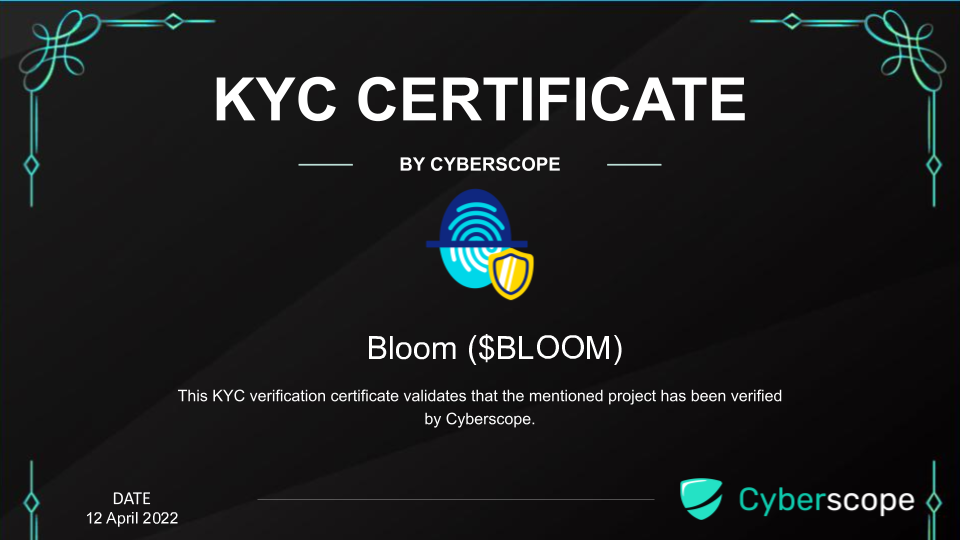 KYC CERTIFICATE
BY CYBERSCOPE
Bloom ($BLOOM)
This KYC verification certificate validates that the mentioned project has been verified
by Cyberscope.
DATE
12 April 2022
Cyberscope